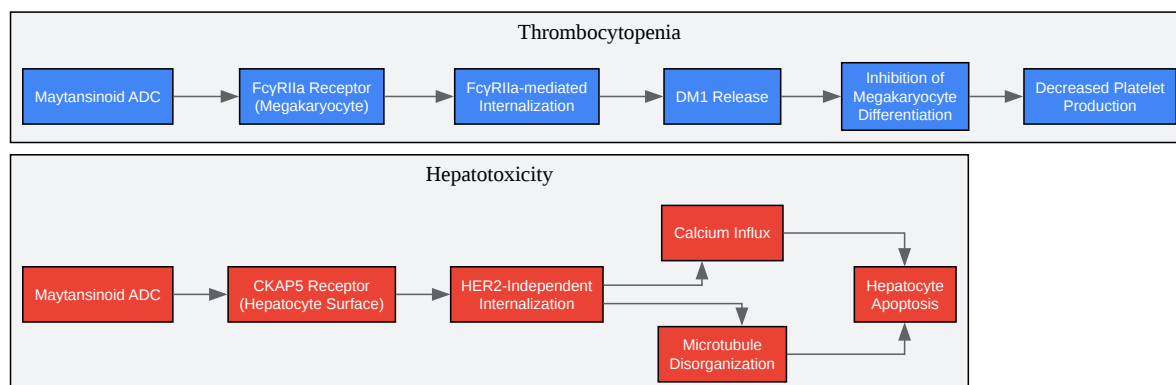 Thrombocytopenia
Maytansinoid ADC
FcγRIIa Receptor
(Megakaryocyte)
FcγRIIa-mediated
Internalization
DM1 Release
Inhibition of
Megakaryocyte
Differentiation
Decreased Platelet
Production
Hepatotoxicity
Maytansinoid ADC
CKAP5 Receptor
(Hepatocyte Surface)
HER2-Independent
Internalization
Calcium Influx
Microtubule
Disorganization
Hepatocyte
Apoptosis